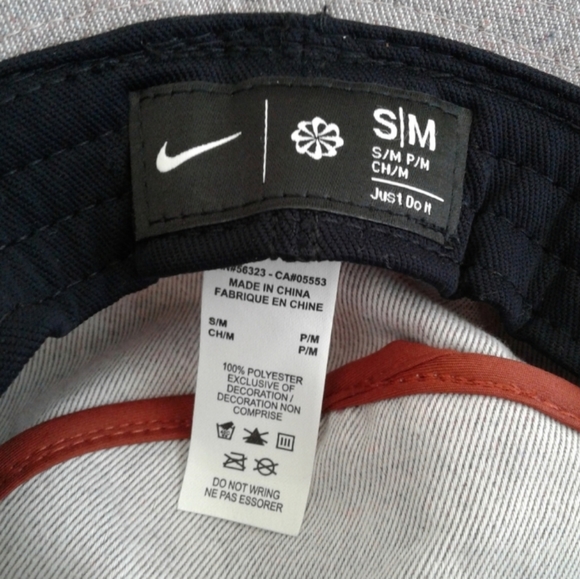 S|M
S/M P/M
CH/M
Just Do It
#56323 - CA#05553
MADE IN CHINA
FABRIQUE EN CHINE
S/M P/M
CH/M P/M
100% POLYESTER
EXCLUSIVE OF
DECORATION /
DECORATION NON
COMPRISE
DO NOT WRING
NE PAS ESSORER